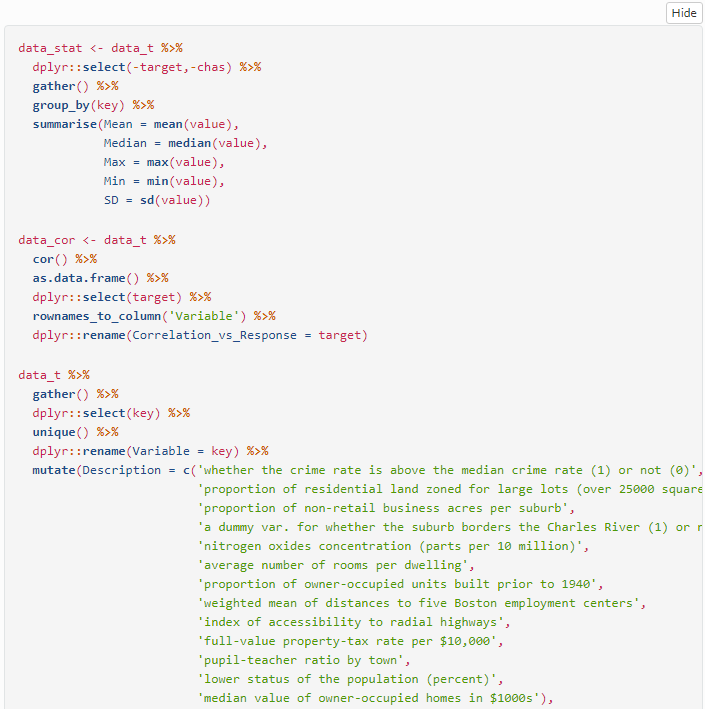 Hide
data_stat <- data_t %>%
  dplyr::select(-target,-chas) %>%
  gather() %>%
  group_by(key) %>%
  summarise(Mean = mean(value),
            Median = median(value),
            Max = max(value),
            Min = min(value),
            SD = sd(value))
data_cor <- data_t %>%
  cor() %>%
  as.data.frame() %>%
  dplyr::select(target) %>%
  rownames_to_column('Variable') %>%
  dplyr::rename(Correlation_vs_Response = target)
data_t %>%
  gather() %>%
  dplyr::select(key) %>%
  unique() %>%
  dplyr::rename(Variable = key) %>%
  mutate(Description = c('whether the crime rate is above the median crime rate (1) or not (0)',
                         'proportion of residential land zoned for large lots (over 25000 square
                         'proportion of non-retail business acres per suburb',
                         'a dummy var. for whether the suburb borders the Charles River (1) or
                         'nitrogen oxides concentration (parts per 10 million)',
                         'average number of rooms per dwelling',
                         'proportion of owner-occupied units built prior to 1940',
                         'weighted mean of distances to five Boston employment centers',
                         'index of accessibility to radial highways',
                         'full-value property-tax rate per $10,000',
                         'pupil-teacher ratio by town',
                         'lower status of the population (percent)',
                         'median value of owner-occupied homes in $1000s'),